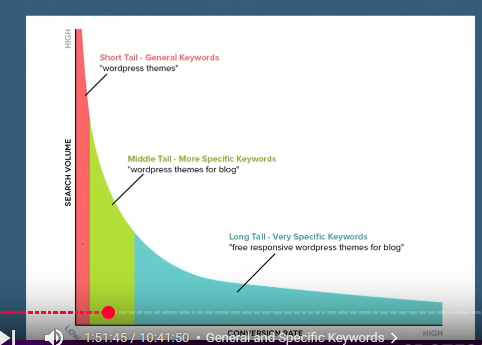 HIGH
Short Tail - General Keywords
"wordpress themes"
SEARCH VOLUME
Middle Tail - More Specific Keywords
"wordpress themes for blog"
Long Tail - Very Specific Keywords
"free responsive wordpress themes for blog"
LOW
CONVERSION RATE
HIGH
1:51:45 / 10:41:50 • General and Specific Keywords